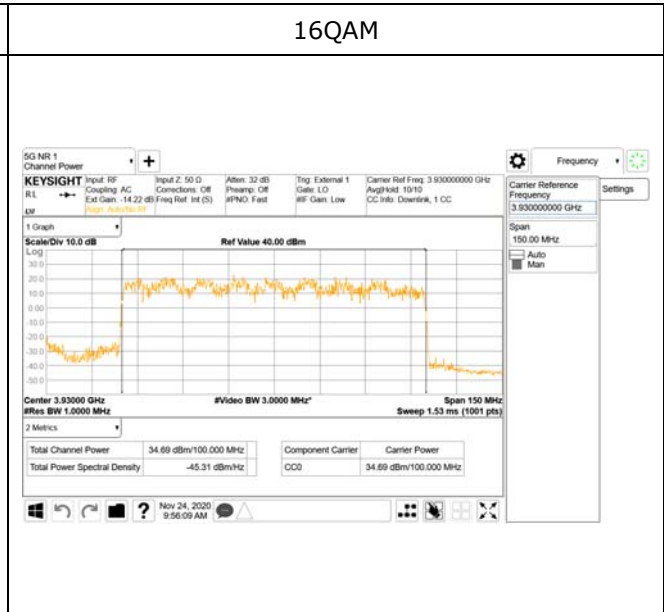 16QAM
5G NR 1
Channel Power
Frequency
KEYSIGHT
RL
Input: RF
Coupling: AC
Ext Gain: -14.22 dB
Align: Auto/No RF
Input Z: 50 Ω
Corrections: Off
Freq Ref: Int (S)
Atten: 32 dB
Preamp: Off
#PNO: Fast
Trig: External 1
Gate: LO
#IF Gain: Low
Carrier Ref Freq: 3.930000000 GHz
Avg|Hold: 10/10
CC Info: Downlink, 1 CC
Carrier Reference
Frequency
3.930000000 GHz
Settings
Span
150.00 MHz
Auto
Man
1 Graph
Scale/Div 10.0 dB
Ref Value 40.00 dBm
Log
30.0
20.0
10.0
0.00
-10.0
-20.0
-30.0
-40.0
-50.0
Center 3.93000 GHz
#Video BW 3.0000 MHz*
Span 150 MHz
#Res BW 1.0000 MHz
Sweep 1.53 ms (1001 pts)
2 Metrics
Total Channel Power 34.69 dBm/100.000 MHz
Total Power Spectral Density -45.31 dBm/Hz
Component Carrier Carrier Power
CC0 34.69 dBm/100.000 MHz
Nov 24, 2020
9:56:09 AM